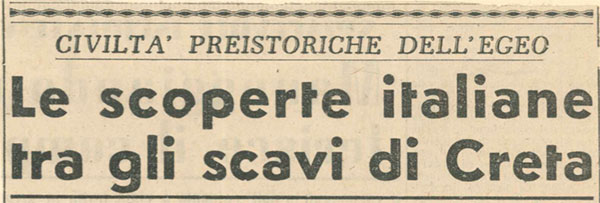 CIVILTA' PREISTORICHE DELL'EGEO
Le scoperte italiane
tra gli scavi di Creta